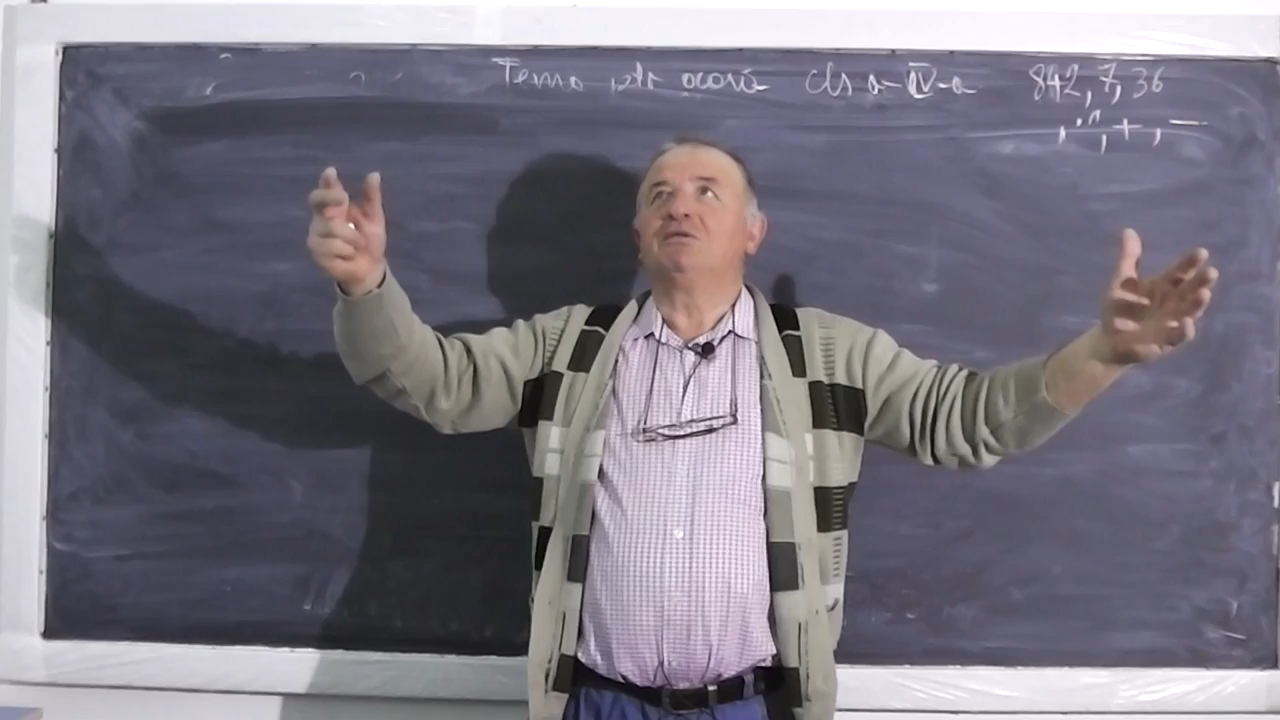 Tema ptr acasă cls a-IV-a 842, 7, 36
, :, , +, -